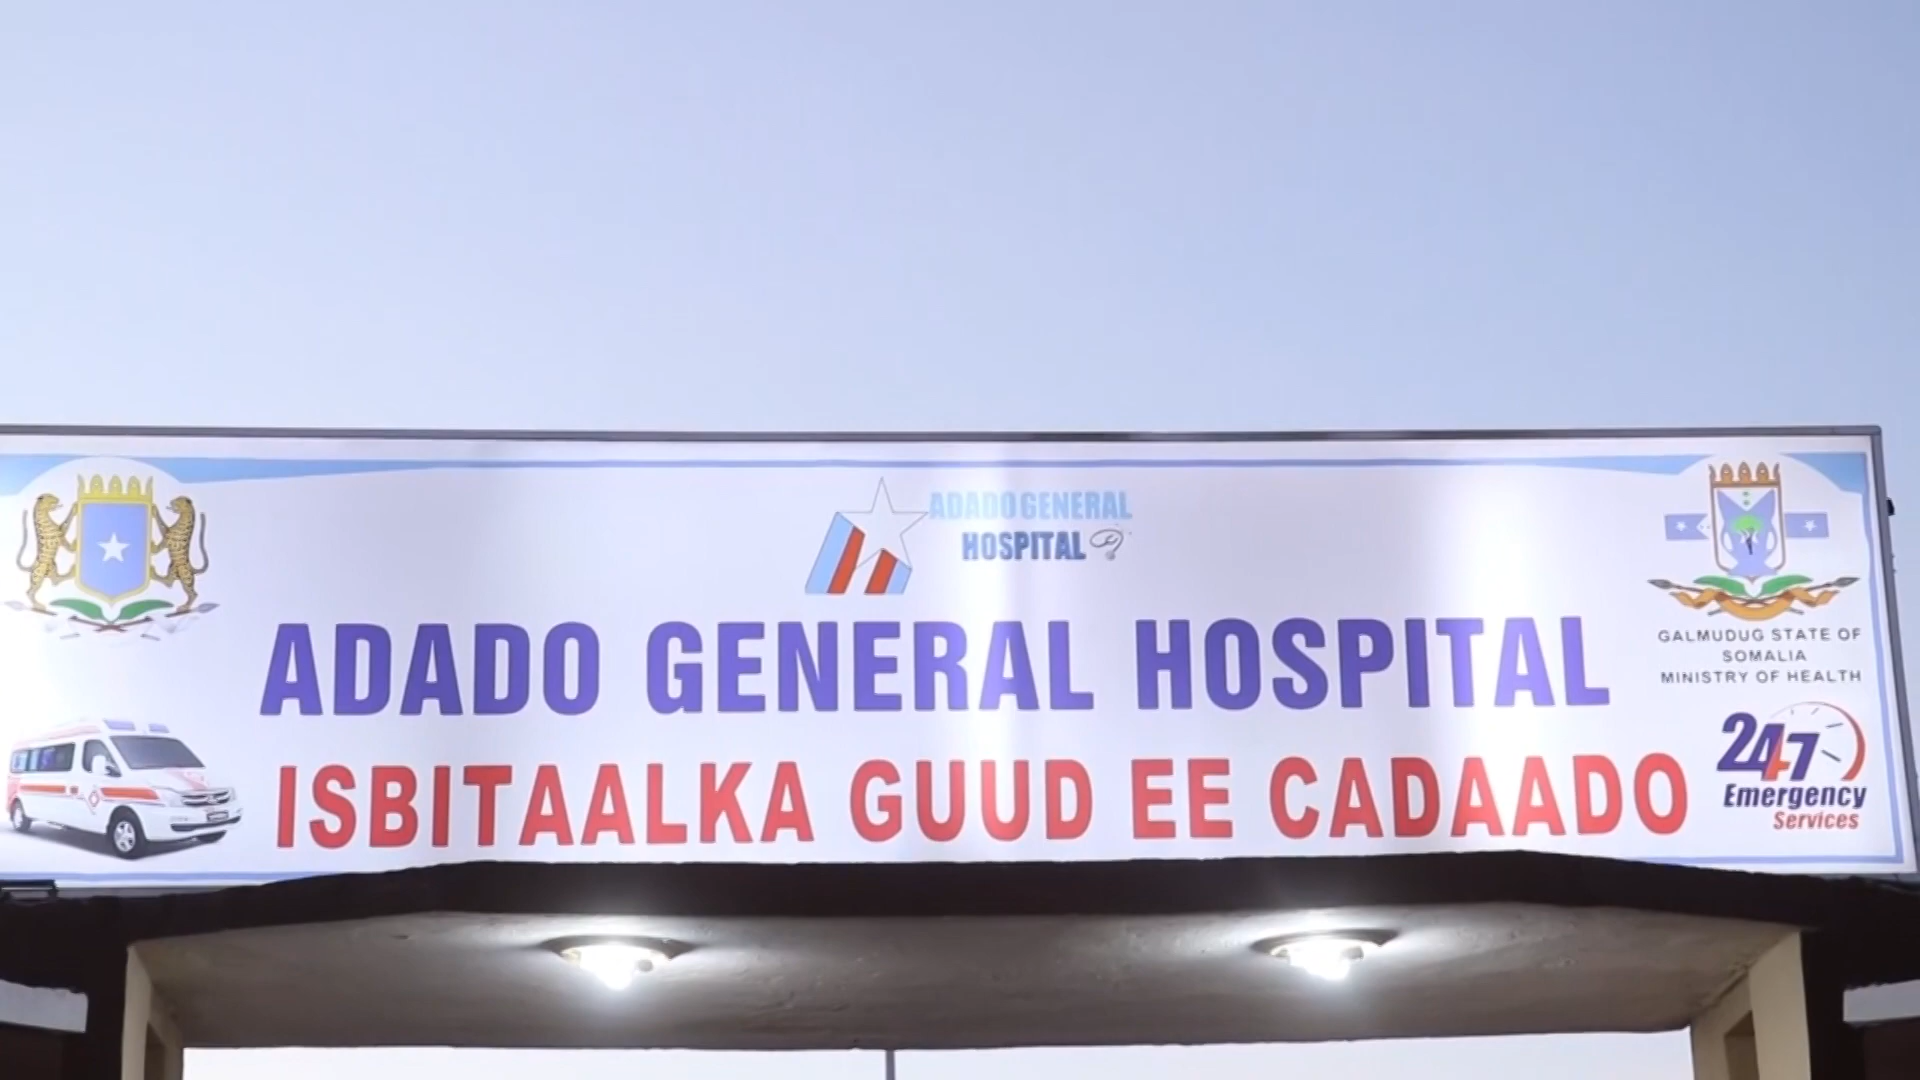 ADADO GENERAL
HOSPITAL
ADADO GENERAL HOSPITAL
ISBITAALKA GUUD EE CADAADO
GALMUDUG STATE OF
SOMALIA
MINISTRY OF HEALTH
24/7
Emergency
Services